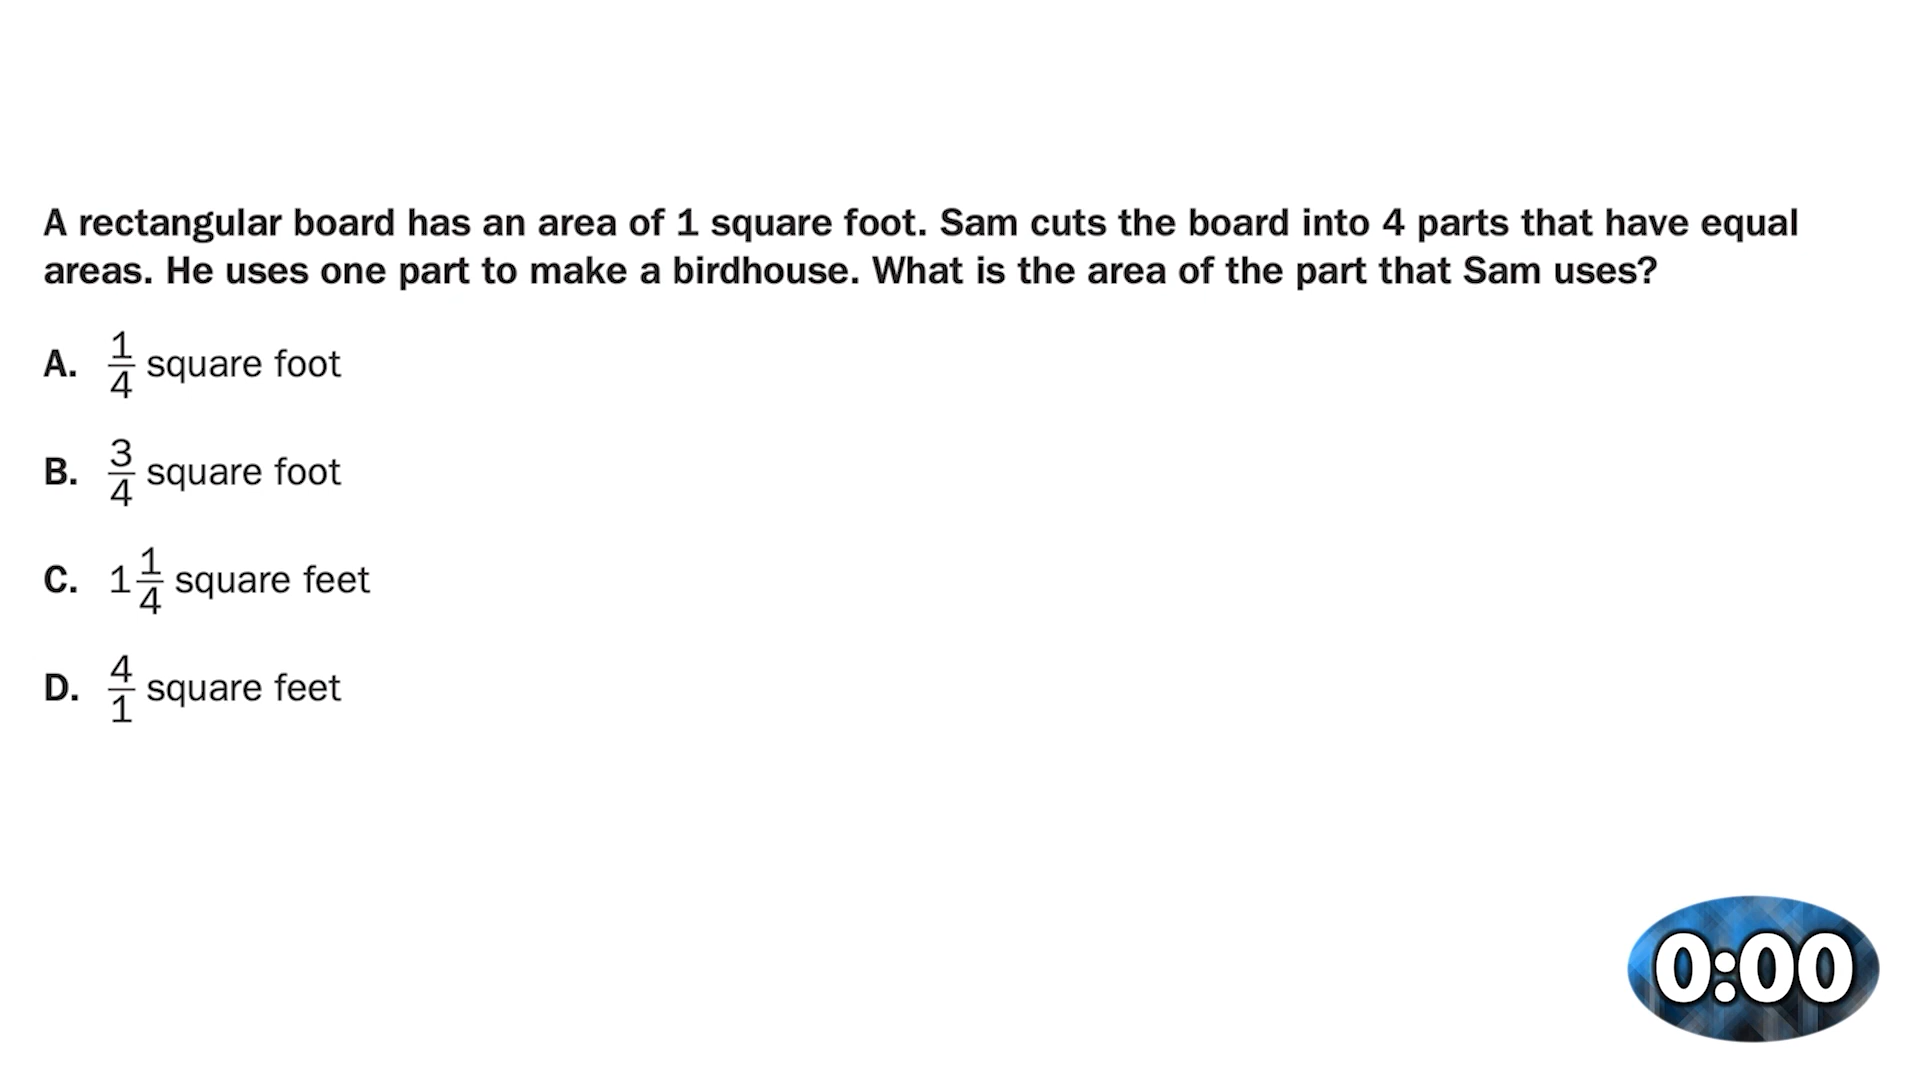 A rectangular board has an area of 1 square foot. Sam cuts the board into 4 parts that have equal
areas. He uses one part to make a birdhouse. What is the area of the part that Sam uses?
A. 1/4 square foot
B. 3/4 square foot
C. 1 1/4 square feet
D. 4/1 square feet
0:00